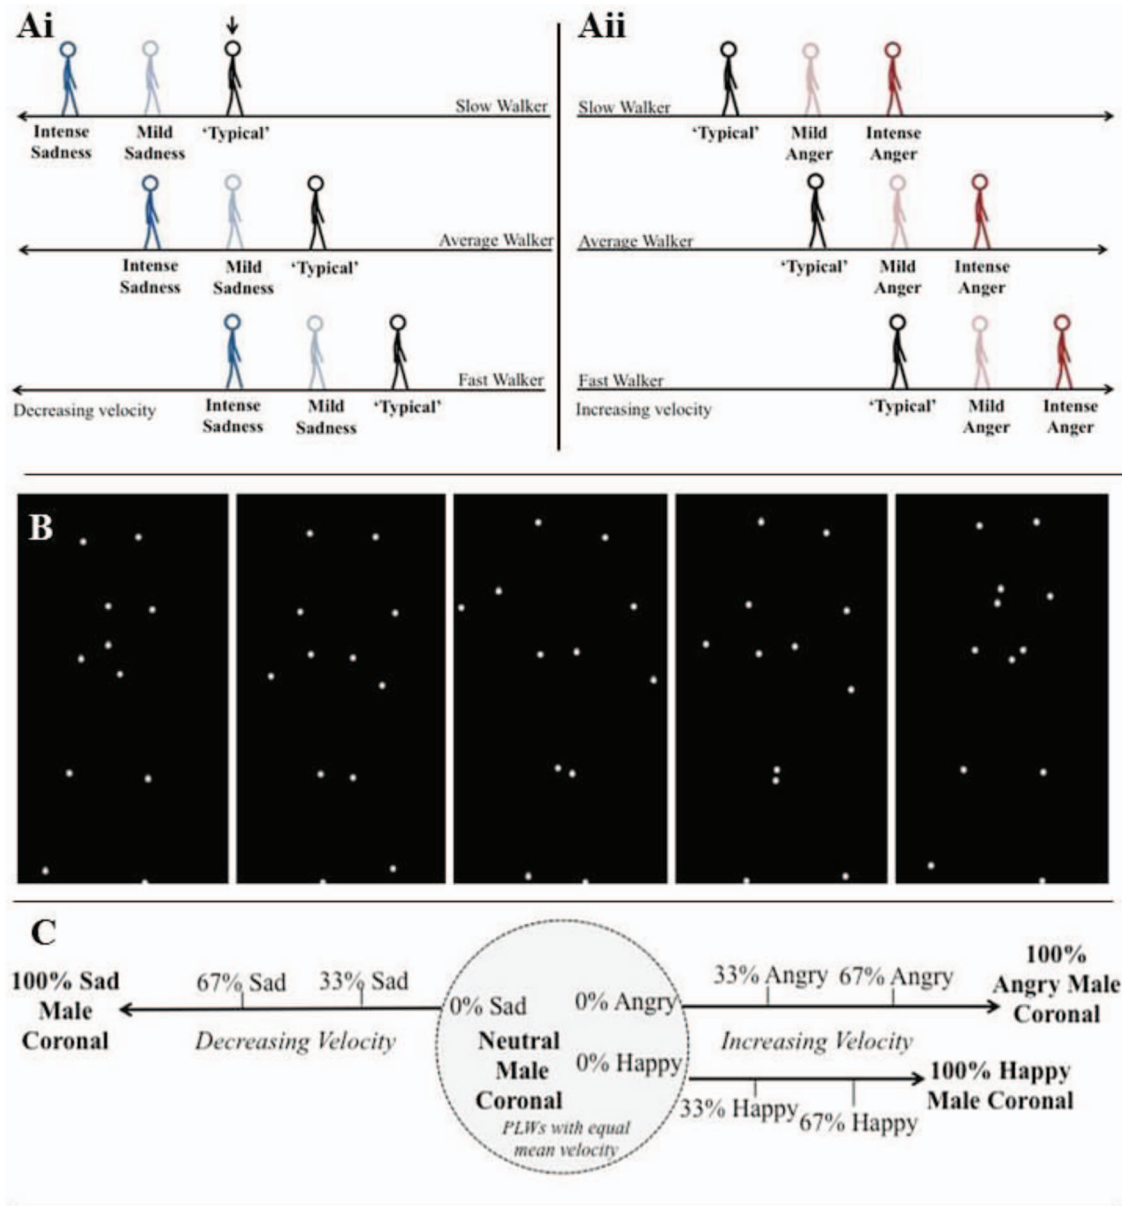 Ai
Slow Walker
Intense Sadness
Mild Sadness
‘Typical’
Average Walker
Intense Sadness
Mild Sadness
‘Typical’
Fast Walker
Decreasing velocity
Intense Sadness
Mild Sadness
‘Typical’
Aii
Slow Walker
‘Typical’
Mild Anger
Intense Anger
Average Walker
‘Typical’
Mild Anger
Intense Anger
Fast Walker
Increasing velocity
‘Typical’
Mild Anger
Intense Anger
B
C
100% Sad
Male
Coronal
67% Sad
33% Sad
Decreasing Velocity
0% Sad
0% Angry
Neutral
Male
Coronal
0% Happy
PLWs with equal
mean velocity
33% Angry
67% Angry
Increasing Velocity
100%
Angry Male
Coronal
33% Happy
67% Happy
100% Happy
Male Coronal